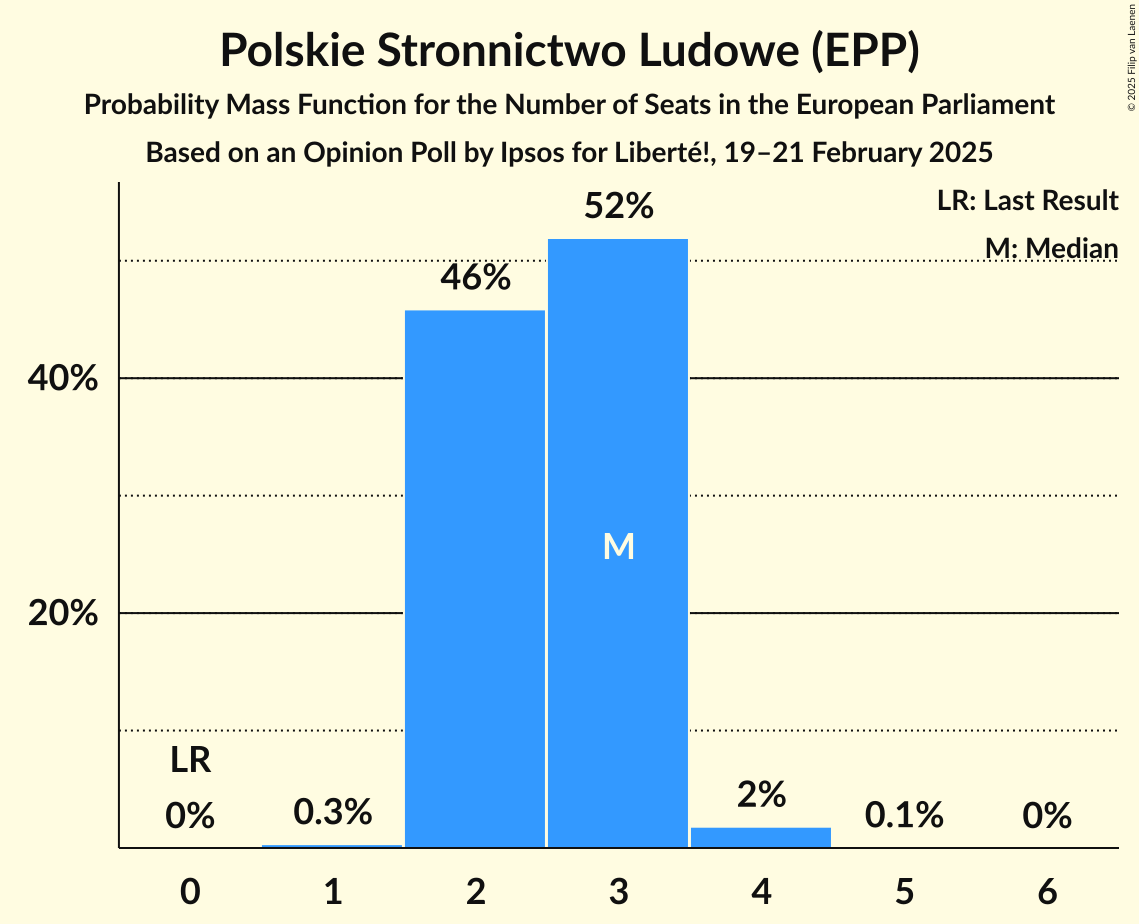 Polskie Stronnictwo Ludowe (EPP)
Probability Mass Function for the Number of Seats in the European Parliament
Based on an Opinion Poll by Ipsos for Liberté!, 19–21 February 2025
© 2025 Filip van Laenen
LR: Last Result
M: Median
52%
46%
40%
M
20%
LR
0%
0.3%
2%
0.1%
0%
0 1 2 3 4 5 6